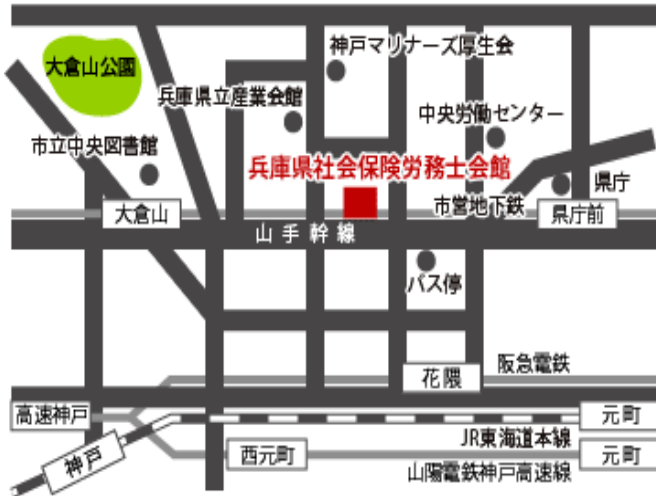 神戸マリナーズ厚生会
大倉山公園
兵庫県立産業会館
中央労働センター
市立中央図書館
兵庫県社会保険労務士会館
県庁
市営地下鉄
大倉山
県庁前
山手幹線
バス停
阪急電鉄
花隈
高速神戸
元町
JR東海道本線
神戸
西元町
元町
山陽電鉄神戸高速線